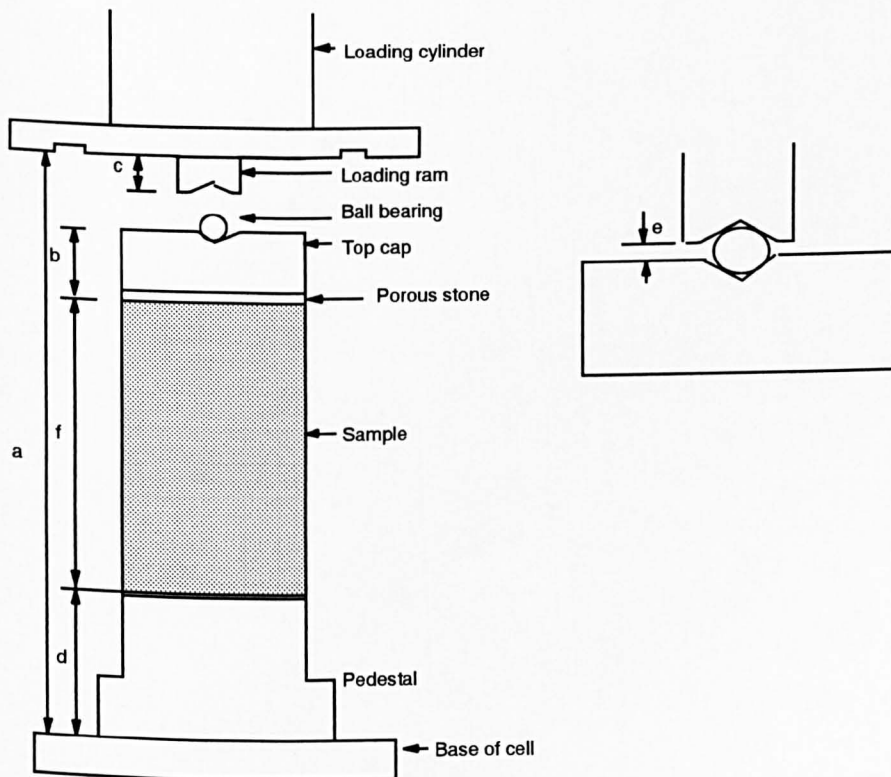 Loading cylinder
c
Loading ram
Ball bearing
e
b
Top cap
Porous stone
f
Sample
a
d
Pedestal
Base of cell